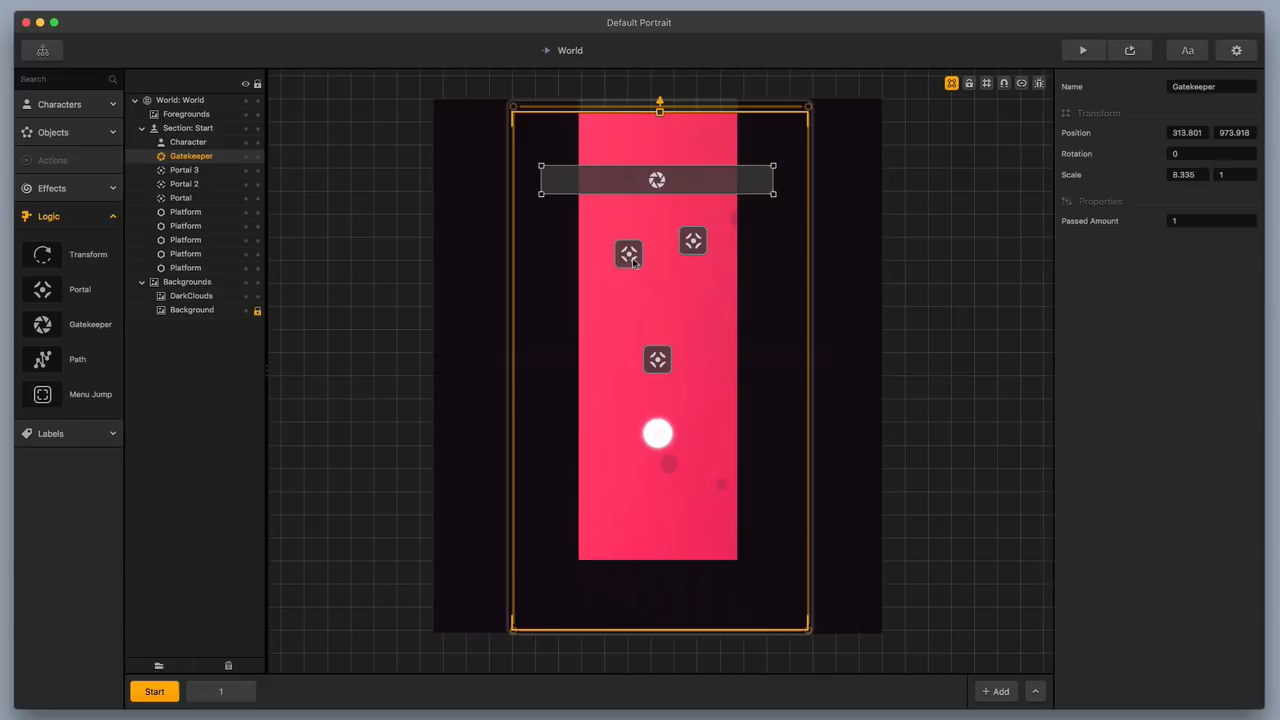 Default Portrait
World
Aa
Search
Characters
Objects
Actions
Effects
Logic
Transform
Portal
Gatekeeper
Path
Menu Jump
Labels
World: World
Foregrounds
Section: Start
Character
Gatekeeper
Portal 3
Portal 2
Portal
Platform
Platform
Platform
Platform
Platform
Backgrounds
DarkClouds
Background
Name Gatekeeper
Transform
Position 313.801 973.918
Rotation 0
Scale 8.335 1
Properties
Passed Amount 1
Start 1
+ Add